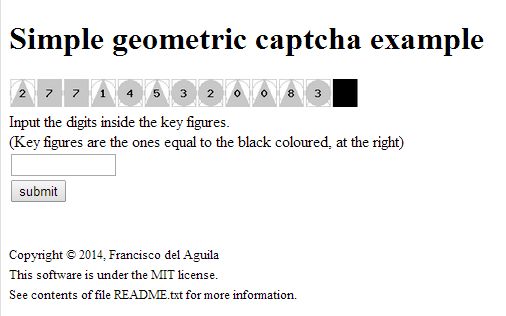 Simple geometric captcha example
2 7 7 1 4 5 3 2 0 0 8 3
Input the digits inside the key figures.
(Key figures are the ones equal to the black coloured, at the right)
submit
Copyright © 2014, Francisco del Aguila
This software is under the MIT license.
See contents of file README.txt for more information.